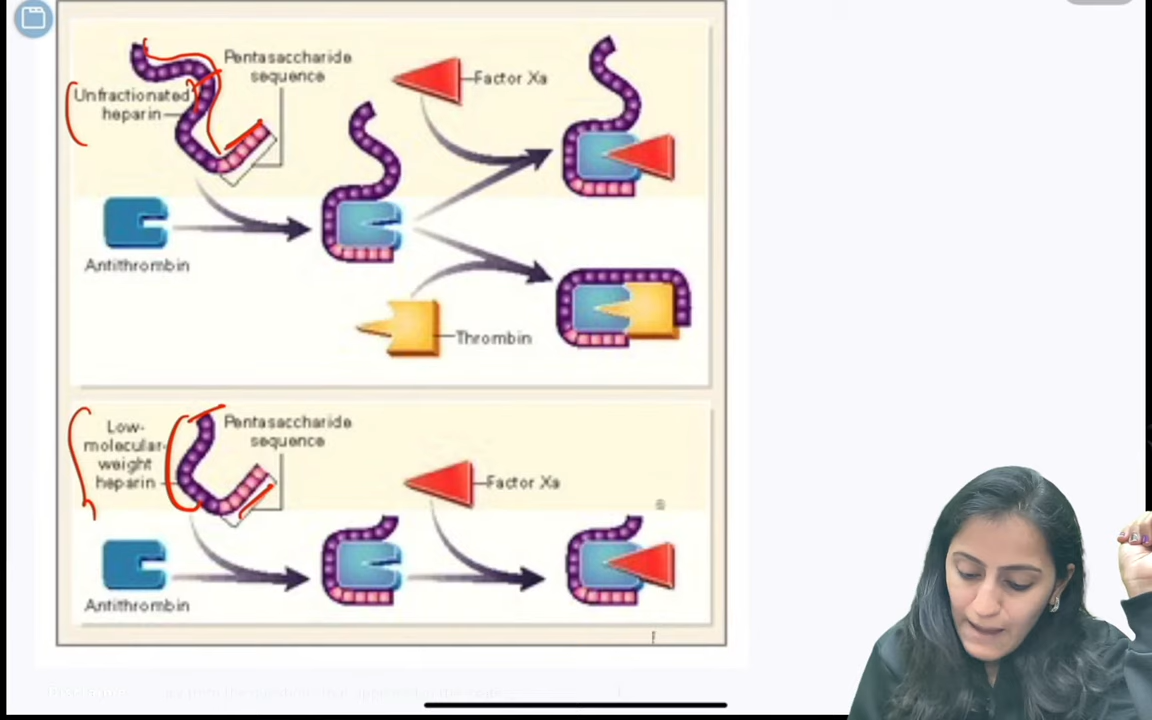 Pentasaccharide
sequence
Factor Xa
Unfractionated
heparin
Antithrombin
Thrombin
Low-
molecular-
weight
heparin
Pentasaccharide
sequence
Factor Xa
Antithrombin